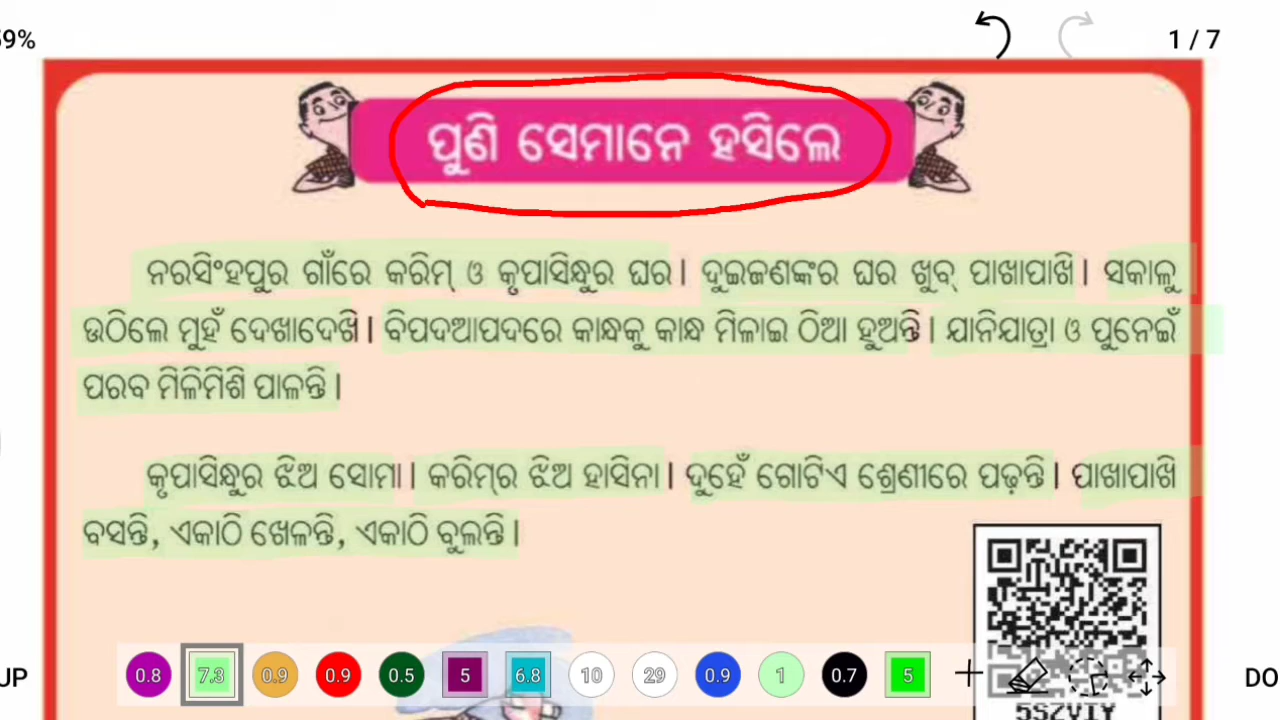 59%
1 / 7
ପୁଣି ସେମାନେ ହସିଲେ
ନରସିଂହପୁର ଗାଁରେ କରିମ୍ ଓ କୃପାସିନ୍ଧୁର ଘର। ଦୁଇଜଣଙ୍କର ଘର ଖୁବ୍ ପାଖାପାଖି। ସକାଳୁ
ଉଠିଲେ ମୁହଁ ଦେଖାଦେଖି। ବିପଦଆପଦରେ କାନ୍ଧକୁ କାନ୍ଧ ମିଳାଇ ଠିଆ ହୁଅନ୍ତି। ଯାନିଯାତ୍ରା ଓ ପୁନେଇଁ
ପରବ ମିଳିମିଶି ପାଳନ୍ତି।
କୃପାସିନ୍ଧୁର ଝିଅ ସୋମା। କରିମ୍‌ର ଝିଅ ହାସିନା। ଦୁହେଁ ଗୋଟିଏ ଶ୍ରେଣୀରେ ପଢ଼ନ୍ତି। ପାଖାପାଖି
ବସନ୍ତି, ଏକାଠି ଖେଳନ୍ତି, ଏକାଠି ବୁଲନ୍ତି।
UP 0.8 7.3 0.9 0.9 0.5 5 6.8 10 29 0.9 1 0.7 5 DO
5SZVIY